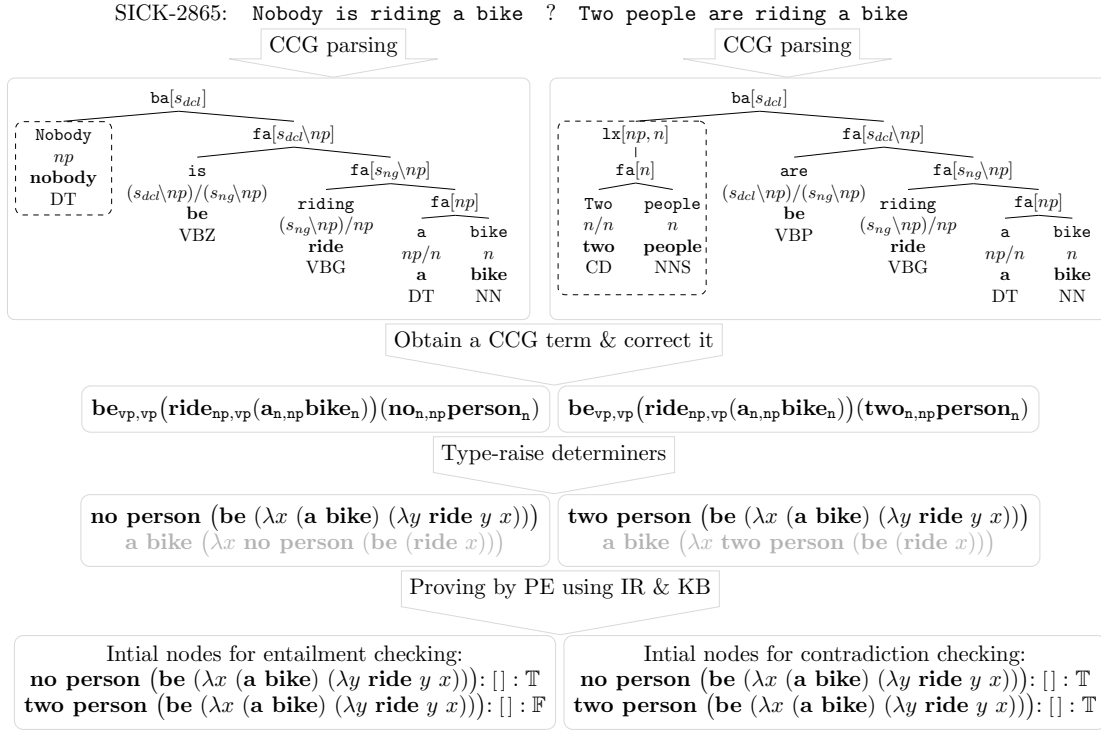 SICK-2865: Nobody is riding a bike ? Two people are riding a bike
CCG parsing CCG parsing
ba[s_dcl] ba[s_dcl]
Nobody fa[s_dcl\np] lx[np, n] fa[s_dcl\np]
np
nobody
DT
is fa[s_ng\np] fa[n] are fa[s_ng\np]
(s_dcl\np)/(s_ng\np) (s_dcl\np)/(s_ng\np)
be be
VBZ VBP
riding fa[np] Two people riding fa[np]
(s_ng\np)/np n/n n (s_ng\np)/np
ride two people ride
VBG CD NNS VBG
a bike a bike
np/n n np/n n
a bike a bike
DT NN DT NN
Obtain a CCG term & correct it
be_vp,vp(ride_np,vp(a_n,np bike_n))(no_n,np person_n) be_vp,vp(ride_np,vp(a_n,np bike_n))(two_n,np person_n)
Type-raise determiners
no person (be (λx (a bike) (λy ride y x))) two person (be (λx (a bike) (λy ride y x)))
a bike (λx no person (be (ride x))) a bike (λx two person (be (ride x)))
Proving by PE using IR & KB
Intial nodes for entailment checking: Intial nodes for contradiction checking:
no person (be (λx (a bike) (λy ride y x))): [] : 𝕋 no person (be (λx (a bike) (λy ride y x))): [] : 𝕋
two person (be (λx (a bike) (λy ride y x))): [] : 𝔽 two person (be (λx (a bike) (λy ride y x))): [] : 𝕋